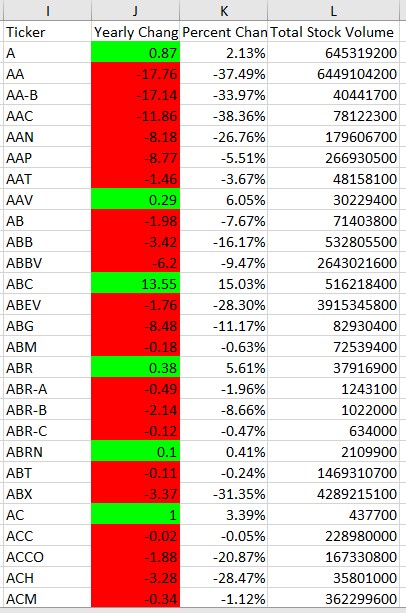 I J K L
Ticker Yearly Chang Percent Chan Total Stock Volume
A 0.87 2.13% 645319200
AA -17.76 -37.49% 6449104200
AA-B -17.14 -33.97% 40441700
AAC -11.86 -38.36% 78122300
AAN -8.18 -26.76% 179606700
AAP -8.77 -5.51% 266930500
AAT -1.46 -3.67% 48158100
AAV 0.29 6.05% 30229400
AB -1.98 -7.67% 71403800
ABB -3.42 -16.17% 532805500
ABBV -6.2 -9.47% 2643021600
ABC 13.55 15.03% 516218400
ABEV -1.76 -28.30% 3915345800
ABG -8.48 -11.17% 82930400
ABM -0.18 -0.63% 72539400
ABR 0.38 5.61% 37916900
ABR-A -0.49 -1.96% 1243100
ABR-B -2.14 -8.66% 1022000
ABR-C -0.12 -0.47% 634000
ABRN 0.1 0.41% 2109900
ABT -0.11 -0.24% 1469310700
ABX -3.37 -31.35% 4289215100
AC 1 3.39% 437700
ACC -0.02 -0.05% 228980000
ACCO -1.88 -20.87% 167330800
ACH -3.28 -28.47% 35801000
ACM -0.34 -1.12% 362299600